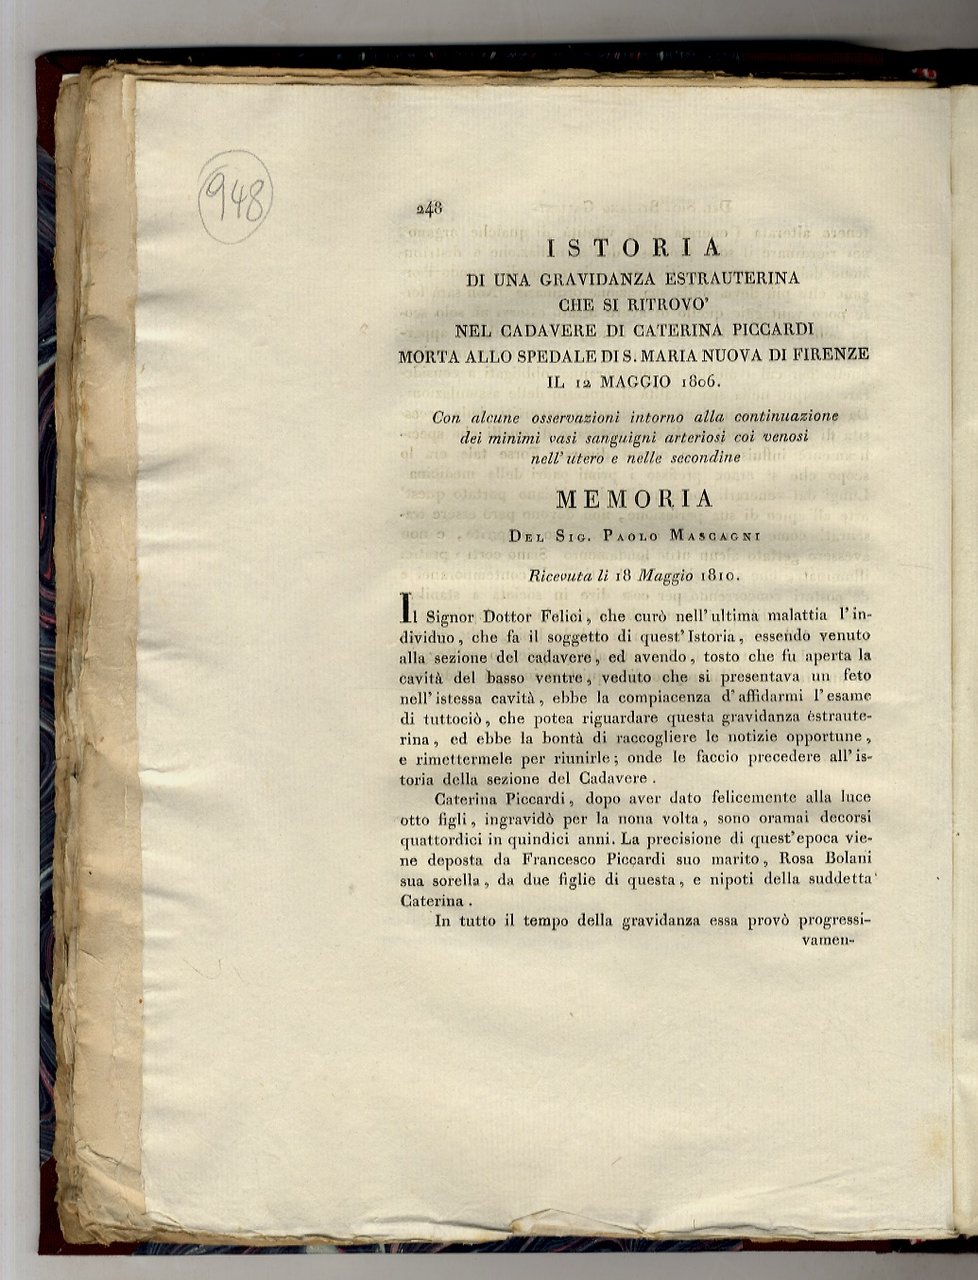 948
248
ISTORIA
DI UNA GRAVIDANZA ESTRAUTERINA
CHE SI RITROVO'
NEL CADAVERE DI CATERINA PICCARDI
MORTA ALLO SPEDALE DI S. MARIA NUOVA DI FIRENZE
IL 12 MAGGIO 1806.
Con alcune osservazioni intorno alla continuazione
dei minimi vasi sanguigni arteriosi coi venosi
nell' utero e nelle secondine
MEMORIA
DEL SIG. PAOLO MASCAGNI
Ricevuta li 18 Maggio 1810.
Il Signor Dottor Felici, che curò nell' ultima malattia l' in-
dividuo, che fa il soggetto di quest' Istoria, essendo venuto
alla sezione del cadavere, ed avendo, tosto che fu aperta la
cavità del basso ventre, veduto che si presentava un feto
nell' istessa cavità, ebbe la compiacenza d' affidarmi l' esame
di tuttociò, che potea riguardare questa gravidanza estraute-
rina, ed ebbe la bontà di raccogliere le notizie opportune,
e rimettermele per riunirle; onde le faccio precedere all' is-
toria della sezione del Cadavere.
Caterina Piccardi, dopo aver dato felicemente alla luce
otto figli, ingravidò per la nona volta, sono oramai decorsi
quattordici in quindici anni. La precisione di quest' epoca vie-
ne deposta da Francesco Piccardi suo marito, Rosa Bolani
sua sorella, da due figlie di questa, e nipoti della suddetta
Caterina.
In tutto il tempo della gravidanza essa provò progressi-
vamen-